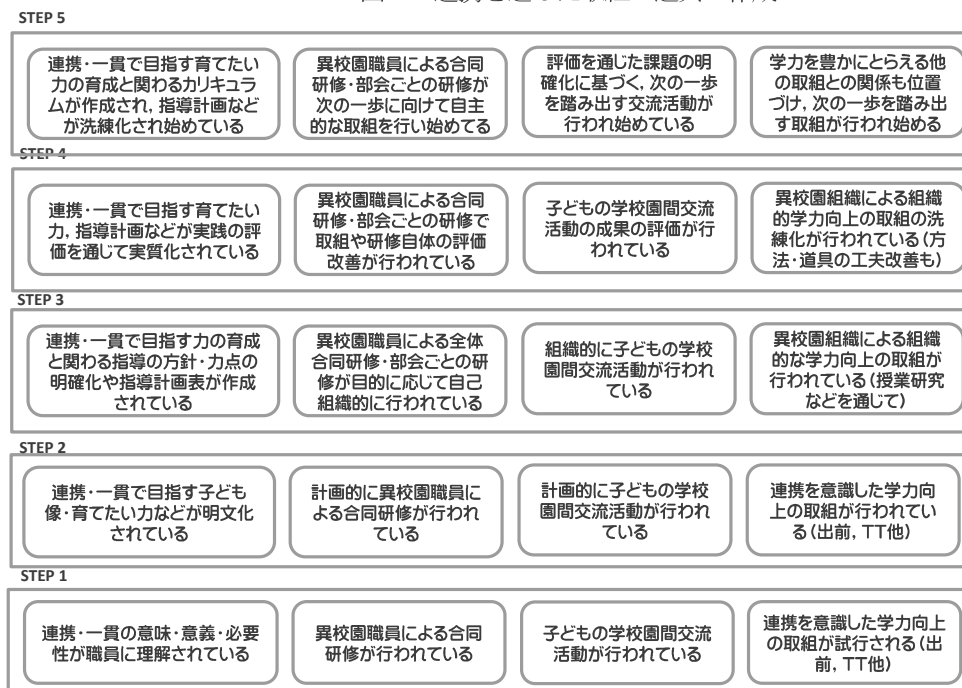 STEP 5
連携・一貫で目指す育てたい
力の育成と関わるカリキュラ
ムが作成され,指導計画など
が洗練化され始めている
異校園職員による合同
研修・部会ごとの研修が
次の一歩に向けて自主
的な取組を行い始めてる
評価を通じた課題の明
確化に基づく,次の一歩
を踏み出す交流活動が
行われ始めている
学力を豊かにとらえる他
の取組との関係も位置
づけ,次の一歩を踏み出
す取組が行われ始める
STEP 4
連携・一貫で目指す育てたい
力,指導計画などが実践の評
価を通じて実質化されている
異校園職員による合同
研修・部会ごとの研修で
取組や研修自体の評価
改善が行われている
子どもの学校園間交流
活動の成果の評価が行
われている
異校園組織による組織
的学力向上の取組の洗
練化が行われている(方
法・道具の工夫改善も)
STEP 3
連携・一貫で目指す力の育成
と関わる指導の方針・力点の
明確化や指導計画表が作成
されている
異校園職員による全体
合同研修・部会ごとの研
修が目的に応じて自己
組織的に行われている
組織的に子どもの学校
園間交流活動が行われ
ている
異校園組織による組織
的な学力向上の取組が
行われている(授業研究
などを通じて)
STEP 2
連携・一貫で目指す子ども
像・育てたい力などが明文化
されている
計画的に異校園職員に
よる合同研修が行われ
ている
計画的に子どもの学校
園間交流活動が行われ
ている
連携を意識した学力向
上の取組が行われてい
る(出前,TT他)
STEP 1
連携・一貫の意味・意義・必要
性が職員に理解されている
異校園職員による合同
研修が行われている
子どもの学校園間交流
活動が行われている
連携を意識した学力向上
の取組が試行される(出
前,TT他)